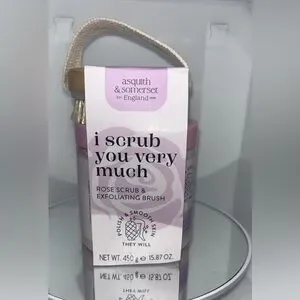 asquith
& somerset
England
i scrub
you very
much
ROSE SCRUB &
EXFOLIATING BRUSH
POLISH & SMOOTH SKIN
THEY WILL
NET WT. 450 g e 15.87 OZ.